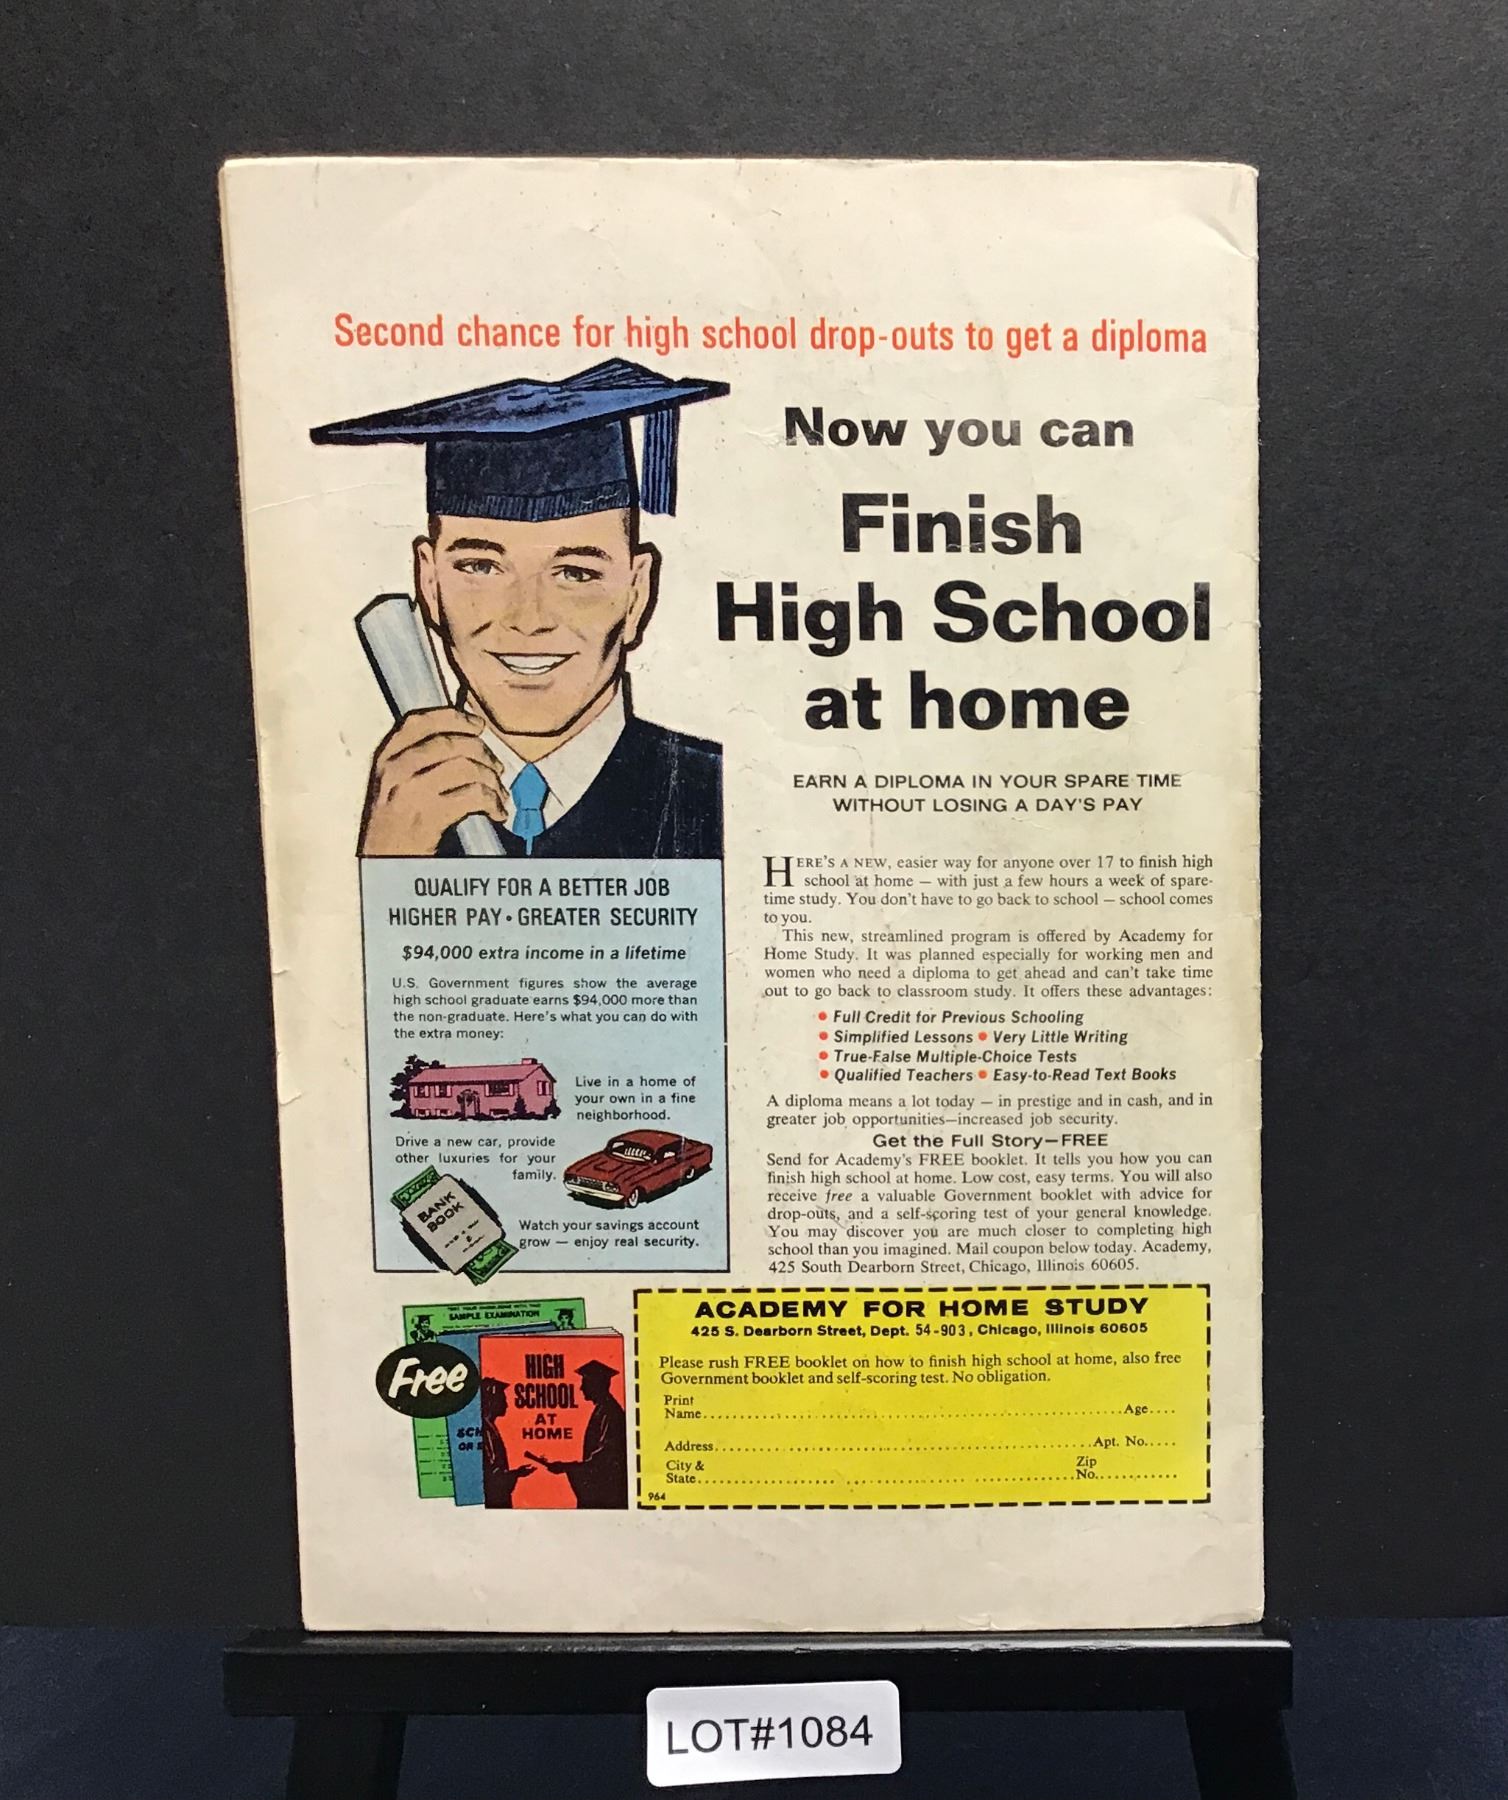 Second chance for high school drop-outs to get a diploma
Now you can
Finish
High School
at home
EARN A DIPLOMA IN YOUR SPARE TIME
WITHOUT LOSING A DAY'S PAY
QUALIFY FOR A BETTER JOB
HIGHER PAY • GREATER SECURITY
$94,000 extra income in a lifetime
U.S. Government figures show the average
high school graduate earns $94,000 more than
the non-graduate. Here's what you can do with
the extra money:
Live in a home of
your own in a fine
neighborhood.
Drive a new car, provide
other luxuries for your
family.
BANK
BOOK
Watch your savings account
grow — enjoy real security.
HERE'S A NEW, easier way for anyone over 17 to finish high
school at home — with just a few hours a week of spare-
time study. You don't have to go back to school — school comes
to you.
This new, streamlined program is offered by Academy for
Home Study. It was planned especially for working men and
women who need a diploma to get ahead and can't take time
out to go back to classroom study. It offers these advantages:
• Full Credit for Previous Schooling
• Simplified Lessons • Very Little Writing
• True-False Multiple-Choice Tests
• Qualified Teachers • Easy-to-Read Text Books
A diploma means a lot today — in prestige and in cash, and in
greater job opportunities—increased job security.
Get the Full Story—FREE
Send for Academy's FREE booklet. It tells you how you can
finish high school at home. Low cost, easy terms. You will also
receive free a valuable Government booklet with advice for
drop-outs, and a self-scoring test of your general knowledge.
You may discover you are much closer to completing high
school than you imagined. Mail coupon below today. Academy,
425 South Dearborn Street, Chicago, Illinois 60605.
SAMPLE EXAMINATION
Free
HIGH
SCHOOL
AT
HOME
SCH
OR
ACADEMY FOR HOME STUDY
425 S. Dearborn Street, Dept. 54-903, Chicago, Illinois 60605
Please rush FREE booklet on how to finish high school at home, also free
Government booklet and self-scoring test. No obligation.
Print
Name Age
Address Apt. No.
City & Zip
State No.
964
LOT#1084